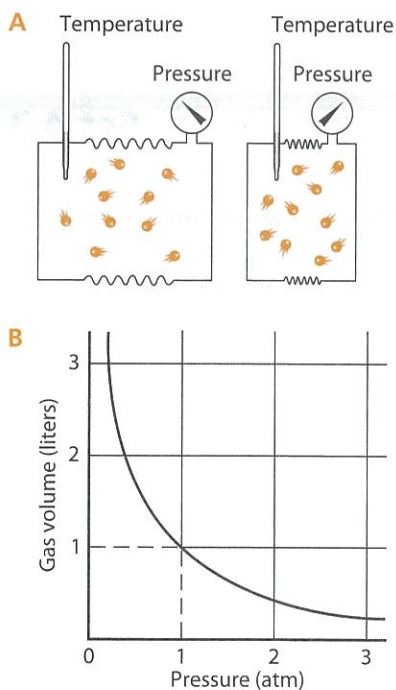 A
Temperature
Temperature
Pressure
Pressure
B
Gas volume (liters)
3
2
1
0
1
2
3
Pressure (atm)